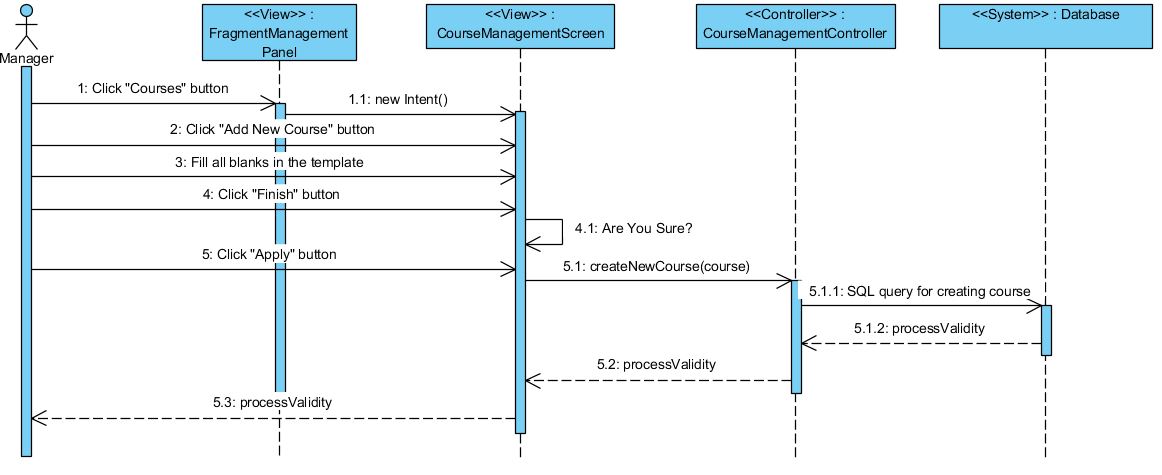 Manager
<<View>> :
FragmentManagement
Panel
<<View>> :
CourseManagementScreen
<<Controller>> :
CourseManagementController
<<System>> : Database
1: Click "Courses" button
1.1: new Intent()
2: Click "Add New Course" button
3: Fill all blanks in the template
4: Click "Finish" button
4.1: Are You Sure?
5: Click "Apply" button
5.1: createNewCourse(course)
5.1.1: SQL query for creating course
5.1.2: processValidity
5.2: processValidity
5.3: processValidity